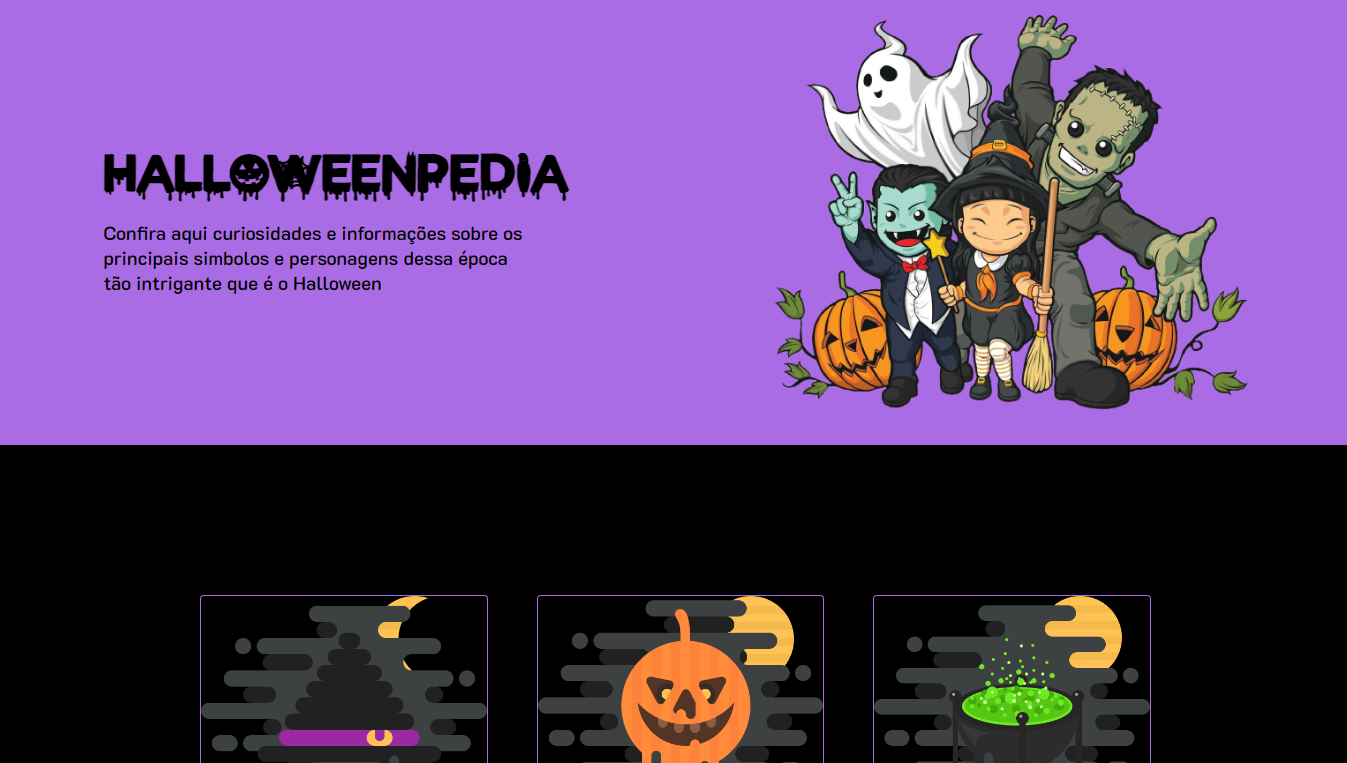 HALLOWEENPEDIA
Confira aqui curiosidades e informações sobre os
principais simbolos e personagens dessa época
tão intrigante que é o Halloween